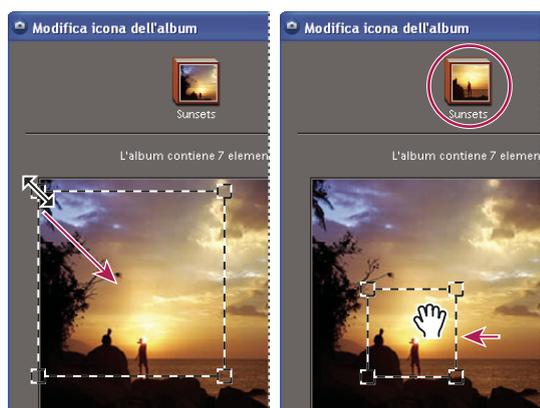 Modifica icona dell'album
Sunsets
L'album contiene 7 elemen
Modifica icona dell'album
Sunsets
L'album contiene 7 elemen